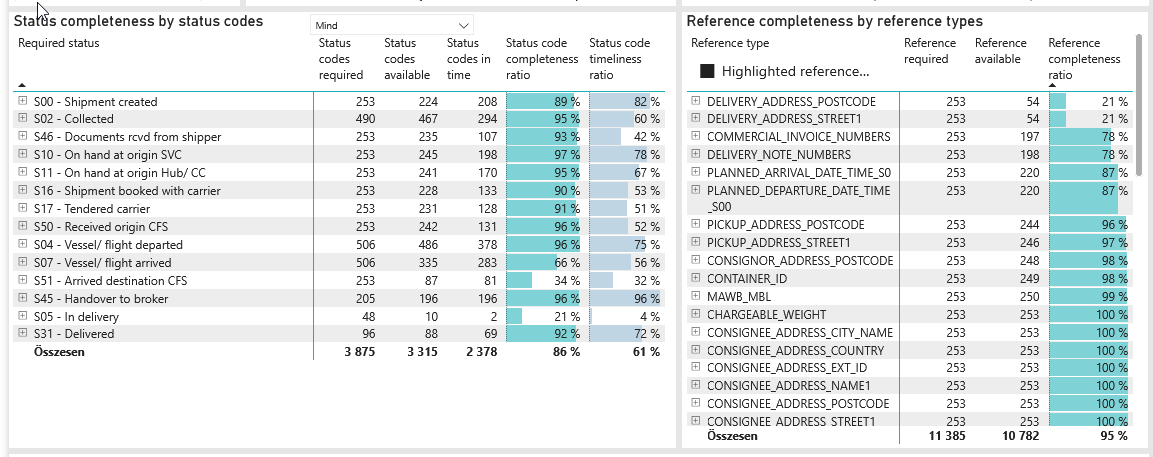 Status completeness by status codes
Mind
Required status
Status codes required
Status codes available
Status codes in time
Status code completeness ratio
Status code timeliness ratio
S00 - Shipment created 253 224 208 89 % 82 %
S02 - Collected 490 467 294 95 % 60 %
S46 - Documents rcvd from shipper 253 235 107 93 % 42 %
S10 - On hand at origin SVC 253 245 198 97 % 78 %
S11 - On hand at origin Hub/ CC 253 241 170 95 % 67 %
S16 - Shipment booked with carrier 253 228 133 90 % 53 %
S17 - Tendered carrier 253 231 128 91 % 51 %
S50 - Received origin CFS 253 242 131 96 % 52 %
S04 - Vessel/ flight departed 506 486 378 96 % 75 %
S07 - Vessel/ flight arrived 506 335 283 66 % 56 %
S51 - Arrived destination CFS 253 87 81 34 % 32 %
S45 - Handover to broker 205 196 196 96 % 96 %
S05 - In delivery 48 10 2 21 % 4 %
S31 - Delivered 96 88 69 92 % 72 %
Összesen 3 875 3 315 2 378 86 % 61 %
Reference completeness by reference types
Reference type
Reference required
Reference available
Reference completeness ratio
Highlighted reference...
DELIVERY_ADDRESS_POSTCODE 253 54 21 %
DELIVERY_ADDRESS_STREET1 253 54 21 %
COMMERCIAL_INVOICE_NUMBERS 253 197 78 %
DELIVERY_NOTE_NUMBERS 253 198 78 %
PLANNED_ARRIVAL_DATE_TIME_S0 253 220 87 %
PLANNED_DEPARTURE_DATE_TIME 253 220 87 %
_S00
PICKUP_ADDRESS_POSTCODE 253 244 96 %
PICKUP_ADDRESS_STREET1 253 246 97 %
CONSIGNOR_ADDRESS_POSTCODE 253 248 98 %
CONTAINER_ID 253 249 98 %
MAWB_MBL 253 250 99 %
CHARGEABLE_WEIGHT 253 253 100 %
CONSIGNEE_ADDRESS_CITY_NAME 253 253 100 %
CONSIGNEE_ADDRESS_COUNTRY 253 253 100 %
CONSIGNEE_ADDRESS_EXT_ID 253 253 100 %
CONSIGNEE_ADDRESS_NAME1 253 253 100 %
CONSIGNEE_ADDRESS_POSTCODE 253 253 100 %
CONSIGNEE_ADDRESS_STREET1 253 253 100 %
Összesen 11 385 10 782 95 %